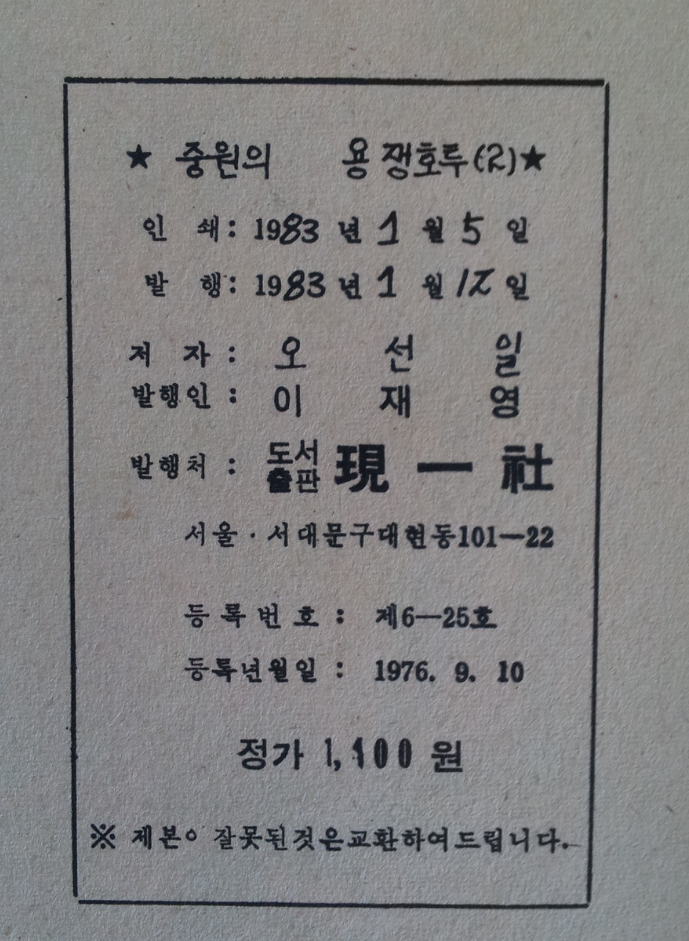 ★ 중원의 용쟁호투(2)★
인 쇄: 1983 년 1 월 5 일
발 행: 1983 년 1 월 12 일
저 자 : 오 선 일
발행인 : 이 재 영
발행처 : 도서출판 現一社
서울·서대문구대현동101—22
등록번호 : 제6—25호
등록년월일 : 1976. 9. 10
정가 1,100 원
※ 제본이 잘못된것은교환하여드립니다.